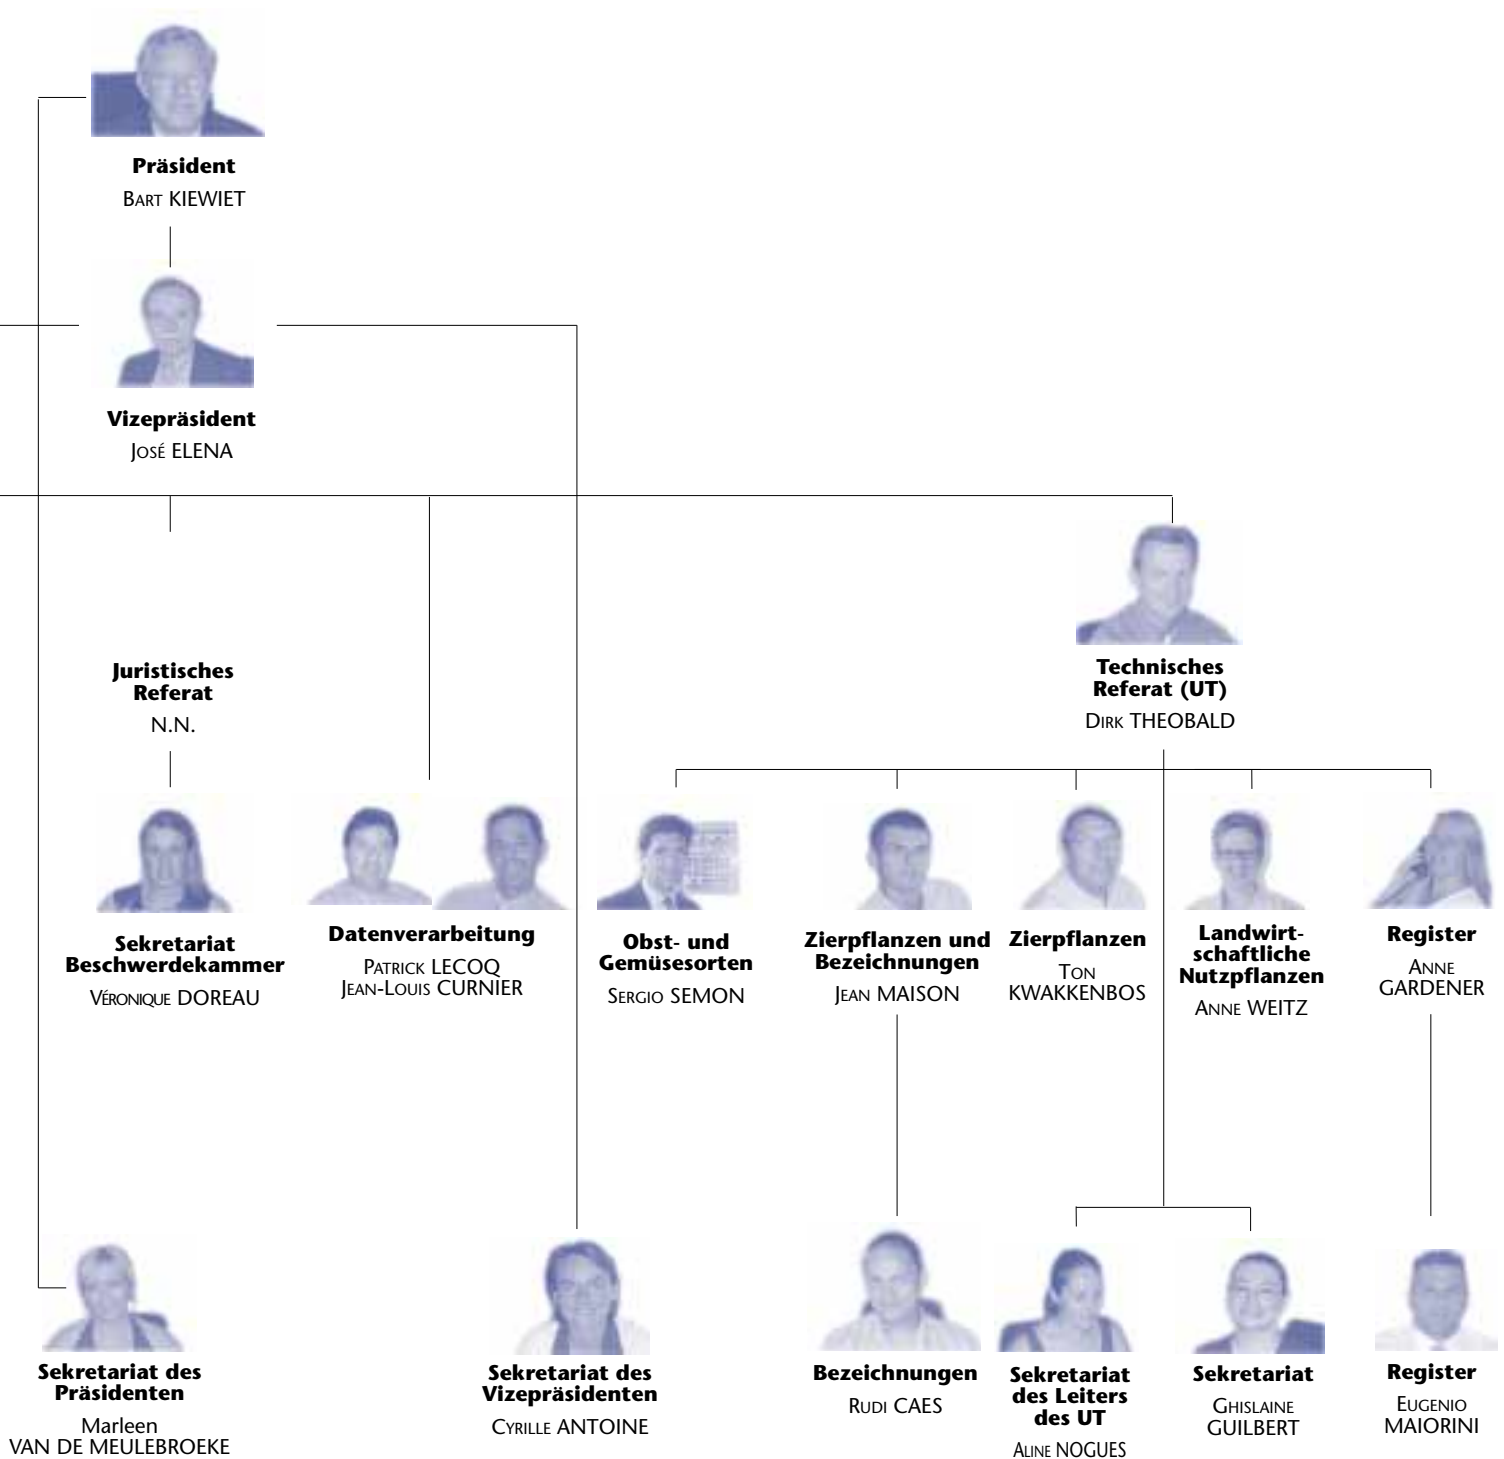 Präsident
Bart KIEWIET
Vizepräsident
José ELENA
Juristisches
Referat
N.N.
Technisches
Referat (UT)
Dirk THEOBALD
Sekretariat
Beschwerdekammer
Véronique DOREAU
Datenverarbeitung
Patrick LECOQ
Jean-Louis CURNIER
Obst- und
Gemüsesorten
Sergio SEMON
Zierpflanzen und
Bezeichnungen
Jean MAISON
Zierpflanzen
Ton
KWAKKENBOS
Landwirt-
schaftliche
Nutzpflanzen
Anne WEITZ
Register
Anne
GARDENER
Sekretariat des
Präsidenten
Marleen
VAN DE MEULEBROEKE
Sekretariat des
Vizepräsidenten
Cyrille ANTOINE
Bezeichnungen
Rudi CAES
Sekretariat
des Leiters
des UT
Aline NOGUES
Sekretariat
Ghislaine
GUILBERT
Register
Eugenio
MAIORINI